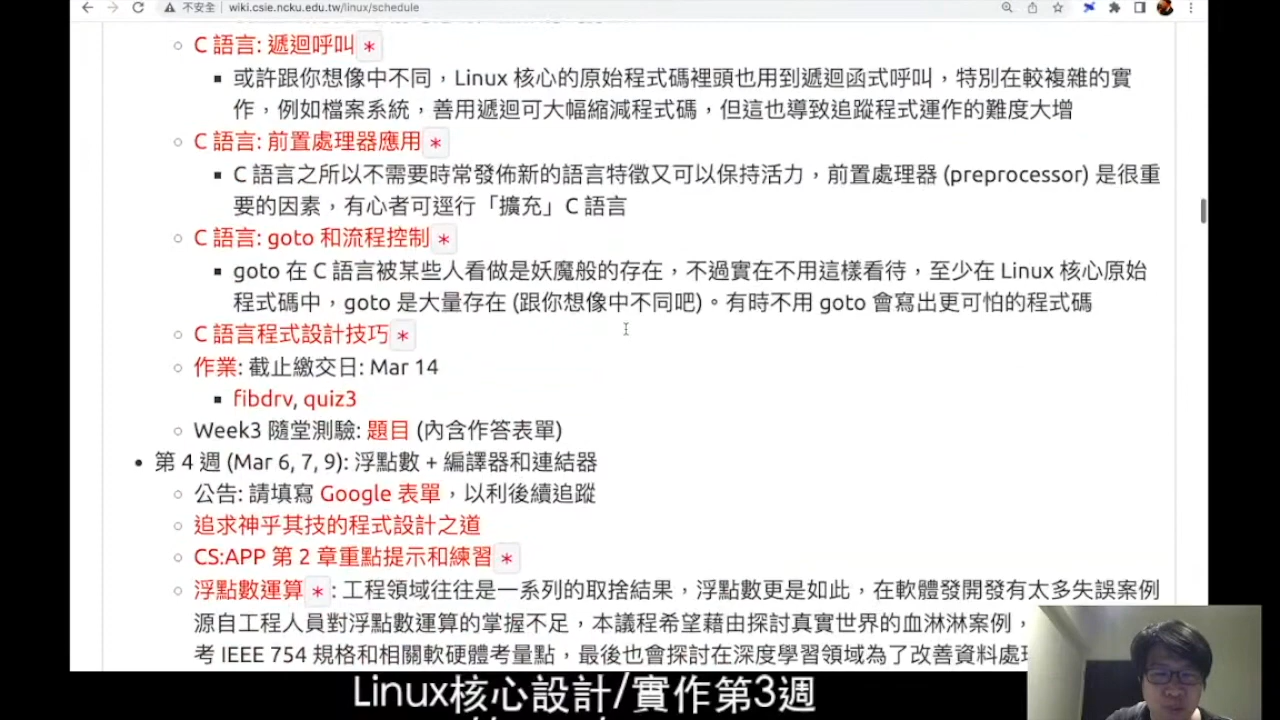 不安全 wiki.csie.ncku.edu.tw/linux/schedule
C 語言: 遞迴呼叫 *
或許跟你想像中不同，Linux 核心的原始程式碼裡頭也用到遞迴函式呼叫，特別在較複雜的實
作，例如檔案系統，善用遞迴可大幅縮減程式碼，但這也導致追蹤程式運作的難度大增
C 語言: 前置處理器應用 *
C 語言之所以不需要時常發佈新的語言特徵又可以保持活力，前置處理器 (preprocessor) 是很重
要的因素，有心者可逕行「擴充」C 語言
C 語言: goto 和流程控制 *
goto 在 C 語言被某些人看做是妖魔般的存在，不過實在不用這樣看待，至少在 Linux 核心原始
程式碼中，goto 是大量存在 (跟你想像中不同吧)。有時不用 goto 會寫出更可怕的程式碼
C 語言程式設計技巧 *
作業: 截止繳交日: Mar 14
fibdrv, quiz3
Week3 隨堂測驗: 題目 (內含作答表單)
第 4 週 (Mar 6, 7, 9): 浮點數 + 編譯器和連結器
公告: 請填寫 Google 表單，以利後續追蹤
追求神乎其技的程式設計之道
CS:APP 第 2 章重點提示和練習 *
浮點數運算 *: 工程領域往往是一系列的取捨結果，浮點數更是如此，在軟體發開發有太多失誤案例
源自工程人員對浮點數運算的掌握不足，本議程希望藉由探討真實世界的血淋淋案例，
考 IEEE 754 規格和相關軟硬體考量點，最後也會探討在深度學習領域為了改善資料處
Linux核心設計/實作第3週